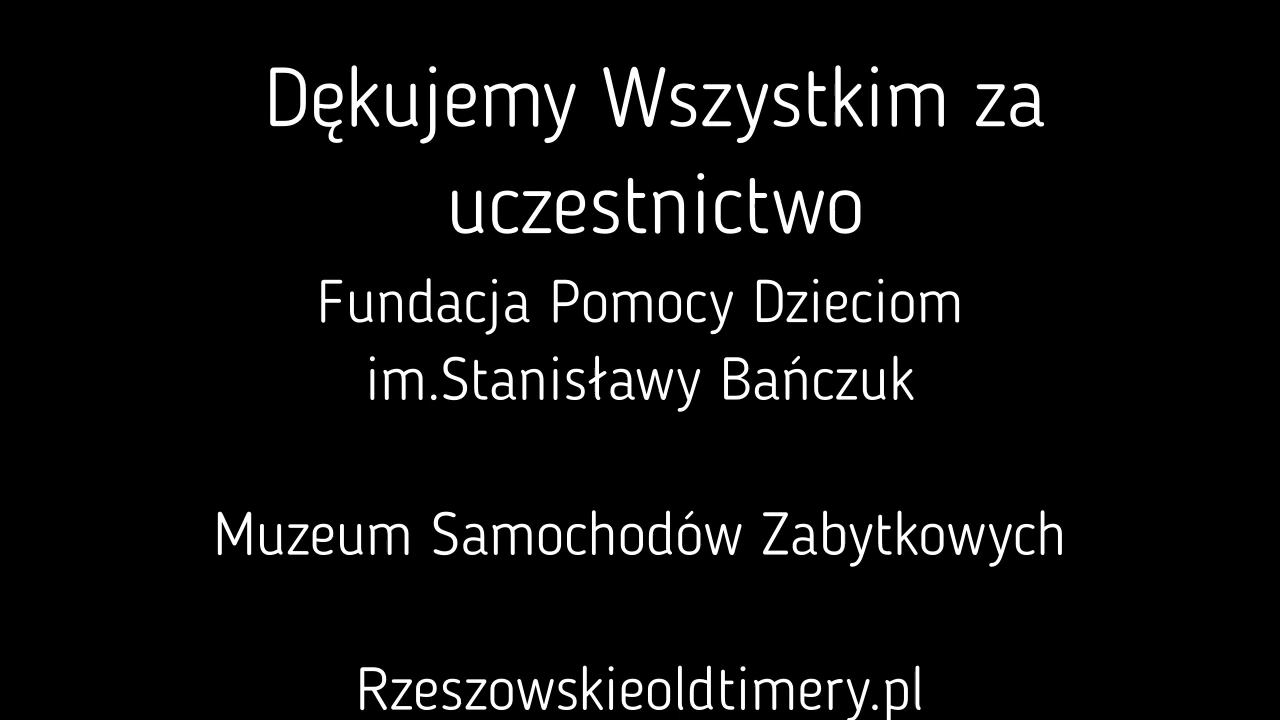 Dękujemy Wszystkim za
uczestnictwo
Fundacja Pomocy Dzieciom
im.Stanisławy Bańczuk
Muzeum Samochodów Zabytkowych
Rzeszowskieoldtimery.pl